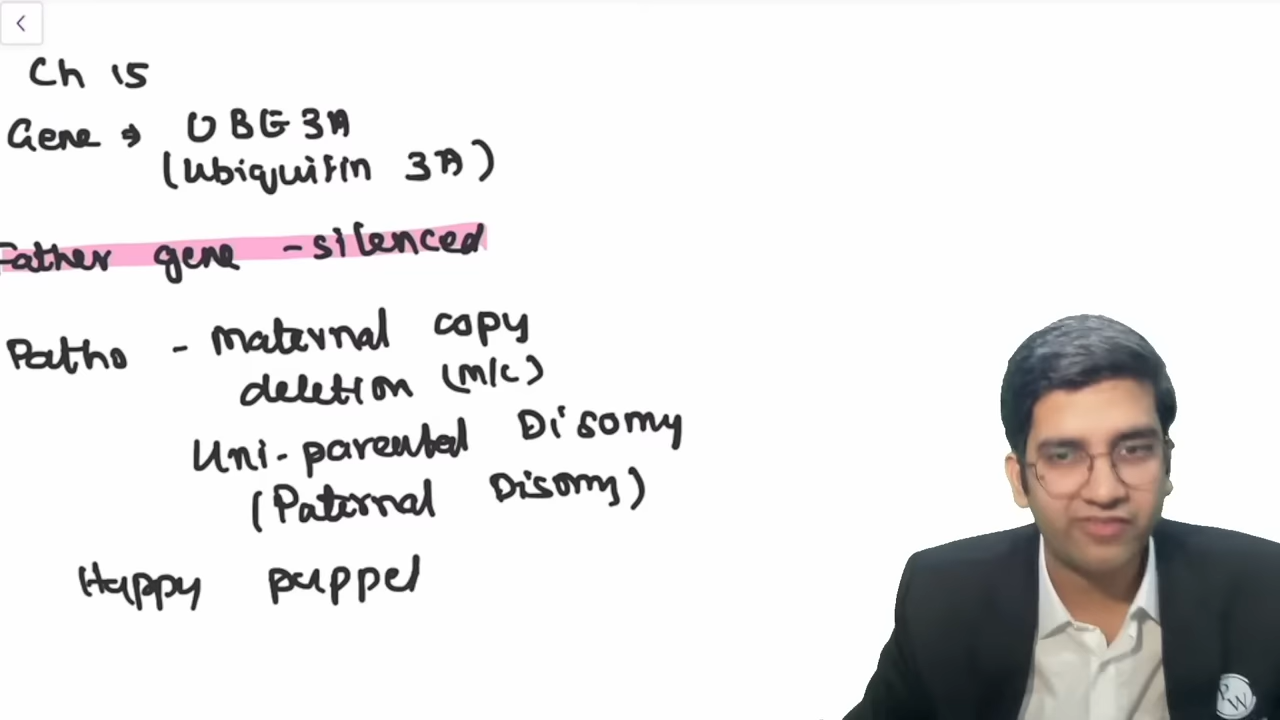 Ch 15
Gene ⇒ UBE3A
(Ubiquitin 3A)
Father gene - silenced
Patho - Maternal copy
deletion (m/c)
Uni-parental Disomy
(Paternal Disomy)
Happy puppet
PW